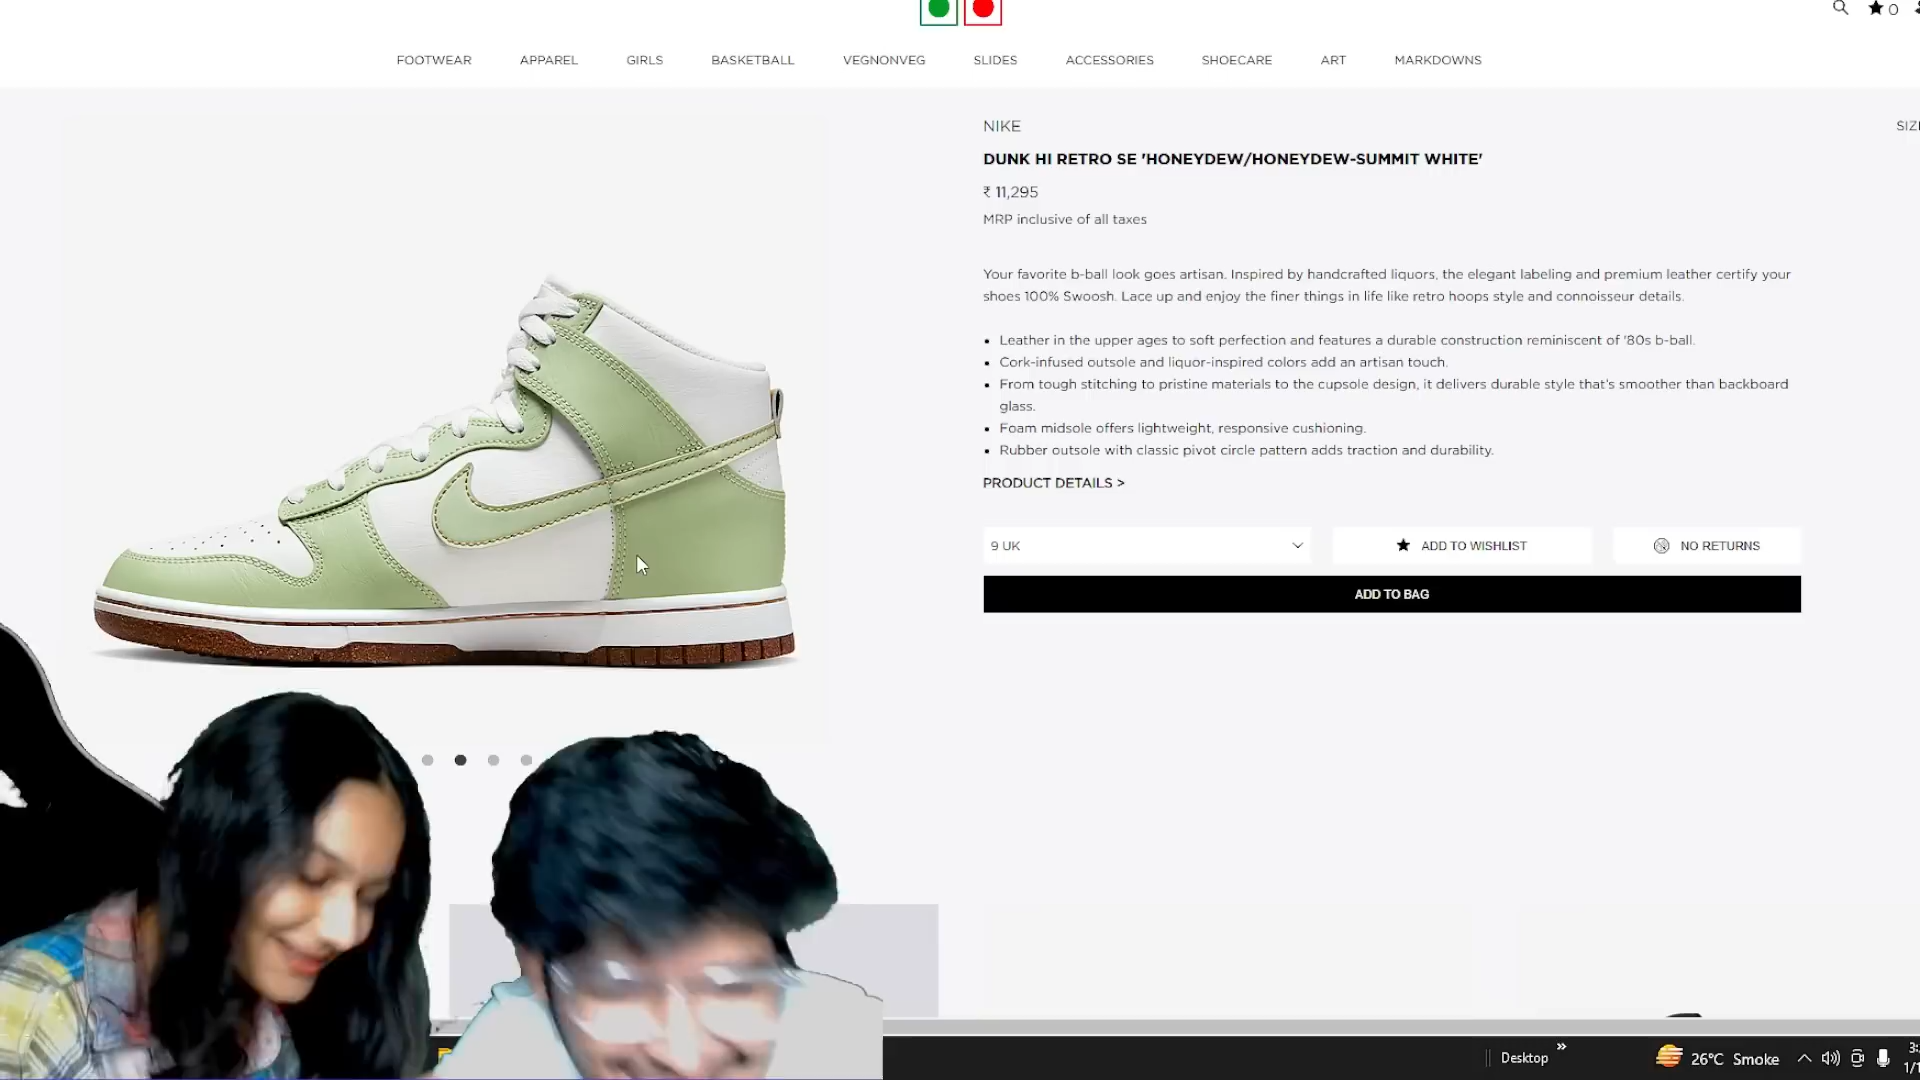 0
FOOTWEAR APPAREL GIRLS BASKETBALL VEGNONVEG SLIDES ACCESSORIES SHOECARE ART MARKDOWNS
NIKE
DUNK HI RETRO SE 'HONEYDEW/HONEYDEW-SUMMIT WHITE'
₹ 11,295
MRP inclusive of all taxes
Your favorite b-ball look goes artisan. Inspired by handcrafted liquors, the elegant labeling and premium leather certify your
shoes 100% Swoosh. Lace up and enjoy the finer things in life like retro hoops style and connoisseur details.
Leather in the upper ages to soft perfection and features a durable construction reminiscent of '80s b-ball.
Cork-infused outsole and liquor-inspired colors add an artisan touch.
From tough stitching to pristine materials to the cupsole design, it delivers durable style that's smoother than backboard
glass.
Foam midsole offers lightweight, responsive cushioning.
Rubber outsole with classic pivot circle pattern adds traction and durability.
PRODUCT DETAILS >
9 UK
ADD TO WISHLIST
NO RETURNS
ADD TO BAG
Desktop
26°C Smoke